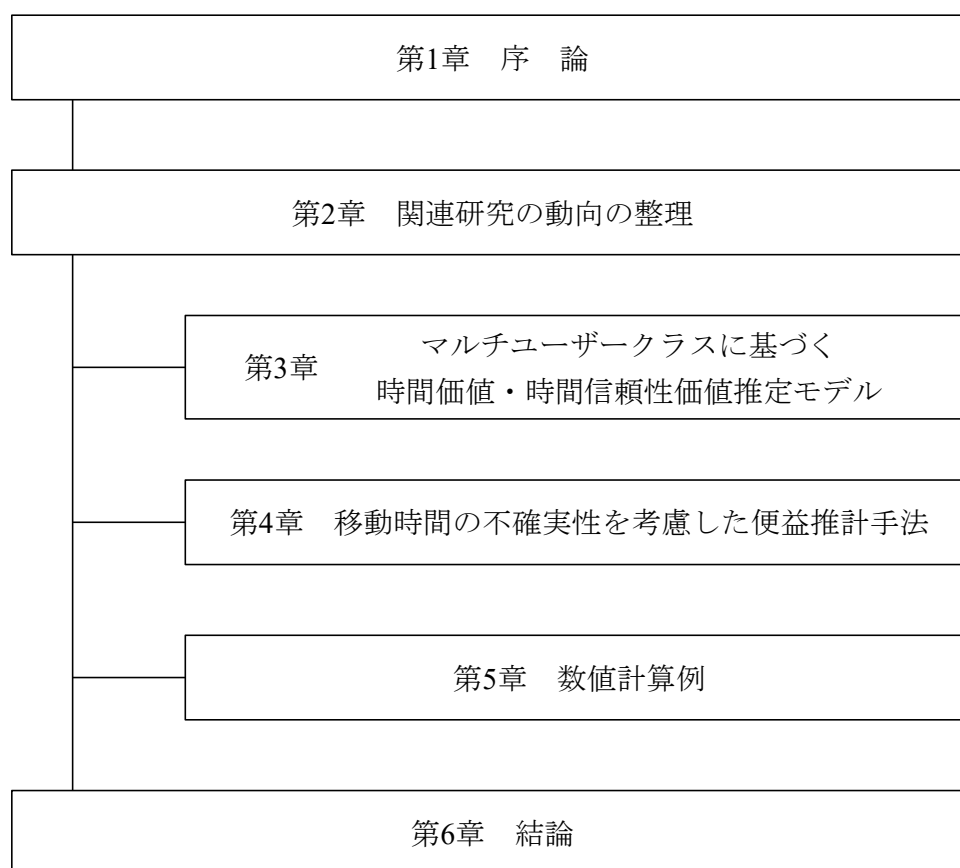 第1章　序　論
第2章　関連研究の動向の整理
第3章　マルチユーザークラスに基づく
時間価値・時間信頼性価値推定モデル
第4章　移動時間の不確実性を考慮した便益推計手法
第5章　数値計算例
第6章　結論